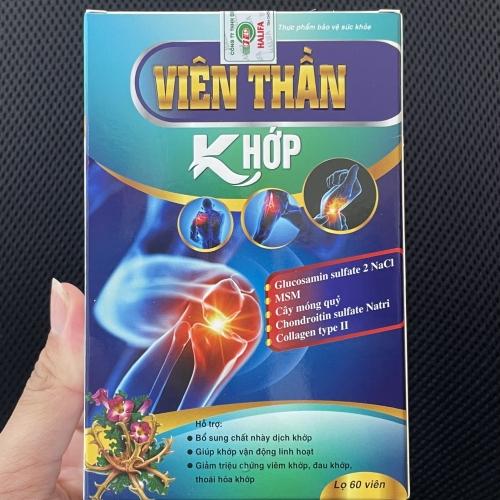 Thực phẩm bảo vệ sức khỏe
HALIFA
VIÊN THẦN
KHỚP
Glucosamin sulfate 2 NaCl
MSM
Cây móng quỷ
Chondroitin sulfate Natri
Collagen type II
Hỗ trợ:
Bổ sung chất nhày dịch khớp
Giúp khớp vận động linh hoạt
Giảm triệu chứng viêm khớp, đau khớp,
thoái hóa khớp
Lọ 60 viên